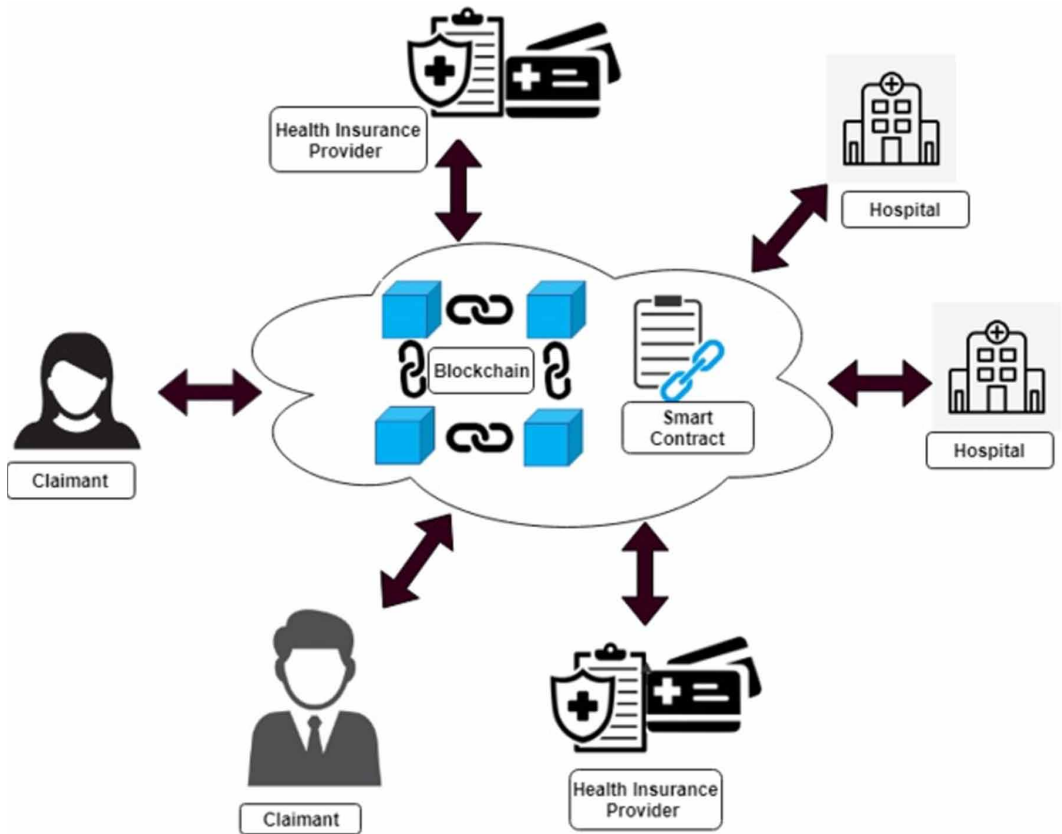 Health Insurance
Provider
Hospital
Blockchain
Smart
Contract
Hospital
Claimant
Claimant
Health Insurance
Provider